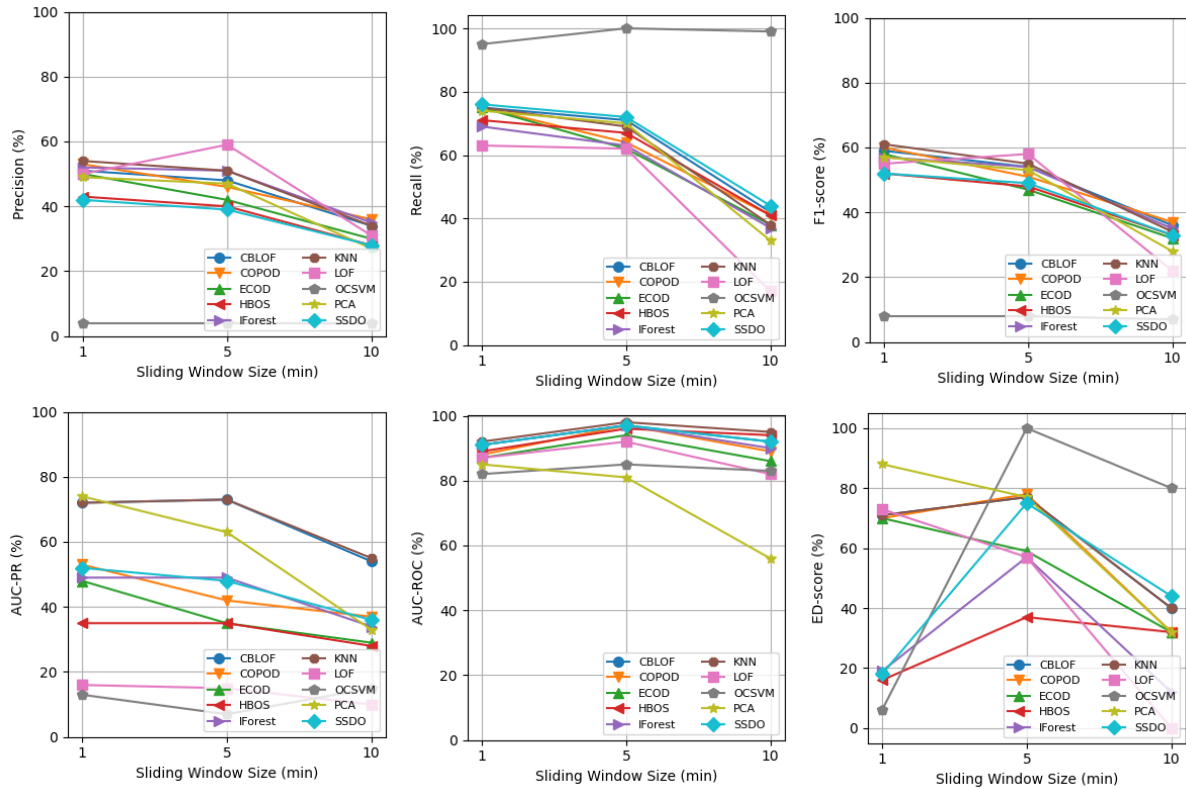 100
80
60
40
20
0
Precision (%)
CBLOF KNN
COPOD LOF
ECOD OCSVM
HBOS PCA
IForest SSDO
1 5 10
Sliding Window Size (min)
100
80
60
40
20
0
Recall (%)
CBLOF KNN
COPOD LOF
ECOD OCSVM
HBOS PCA
IForest SSDO
1 5 10
Sliding Window Size (min)
100
80
60
40
20
0
F1-score (%)
CBLOF KNN
COPOD LOF
ECOD OCSVM
HBOS PCA
IForest SSDO
1 5 10
Sliding Window Size (min)
100
80
60
40
20
0
AUC-PR (%)
CBLOF KNN
COPOD LOF
ECOD OCSVM
HBOS PCA
IForest SSDO
1 5 10
Sliding Window Size (min)
100
80
60
40
20
0
AUC-ROC (%)
CBLOF KNN
COPOD LOF
ECOD OCSVM
HBOS PCA
IForest SSDO
1 5 10
Sliding Window Size (min)
100
80
60
40
20
0
ED-score (%)
CBLOF KNN
COPOD LOF
ECOD OCSVM
HBOS PCA
IForest SSDO
1 5 10
Sliding Window Size (min)